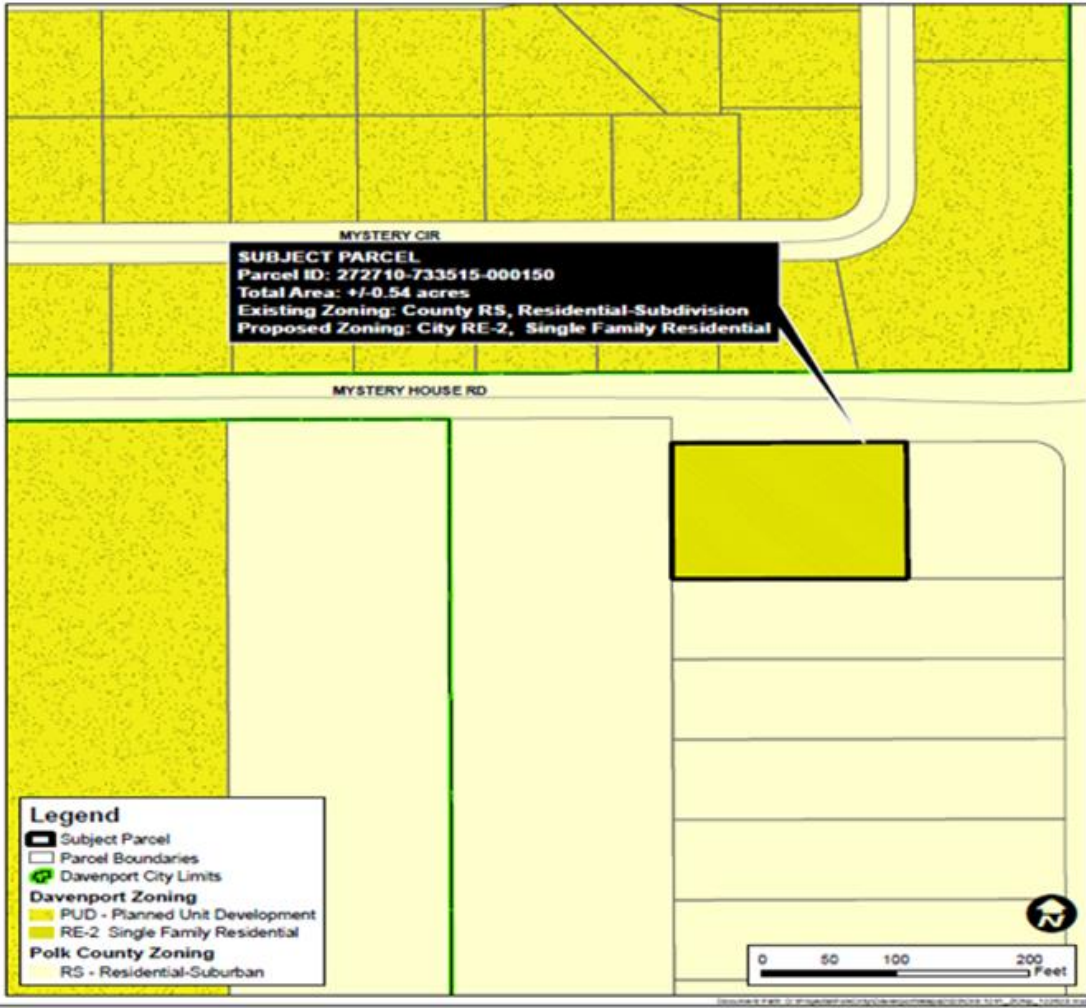 MYSTERY CIR
SUBJECT PARCEL
Parcel ID: 272710-733515-000150
Total Area: +/-0.54 acres
Existing Zoning: County RS, Residential-Subdivision
Proposed Zoning: City RE-2, Single Family Residential
MYSTERY HOUSE RD
Legend
Subject Parcel
Parcel Boundaries
Davenport City Limits
Davenport Zoning
PUD - Planned Unit Development
RE-2 Single Family Residential
Polk County Zoning
RS - Residential-Suburban
N
0 50 100 200
Feet